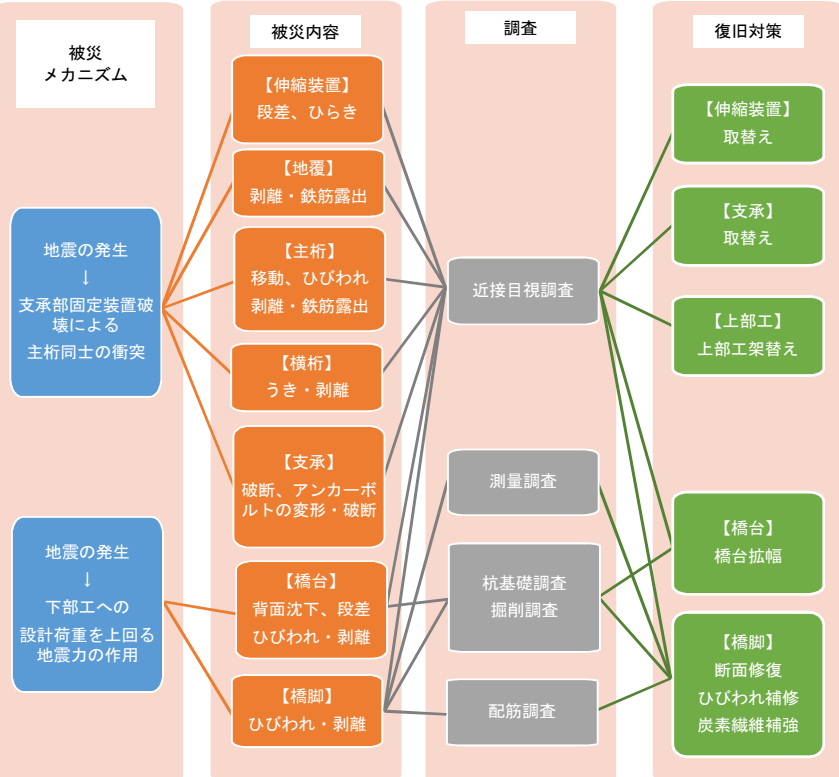 被災
メカニズム
地震の発生
↓
支承部固定装置破
壊による
主桁同士の衝突
地震の発生
↓
下部工への
設計荷重を上回る
地震力の作用
被災内容
【伸縮装置】
段差、ひらき
【地覆】
剥離・鉄筋露出
【主桁】
移動、ひびわれ
剥離・鉄筋露出
【横桁】
うき・剥離
【支承】
破断、アンカーボ
ルトの変形・破断
【橋台】
背面沈下、段差
ひびわれ・剥離
【橋脚】
ひびわれ・剥離
調査
近接目視調査
測量調査
杭基礎調査
掘削調査
配筋調査
復旧対策
【伸縮装置】
取替え
【支承】
取替え
【上部工】
上部工架替え
【橋台】
橋台拡幅
【橋脚】
断面修復
ひびわれ補修
炭素繊維補強